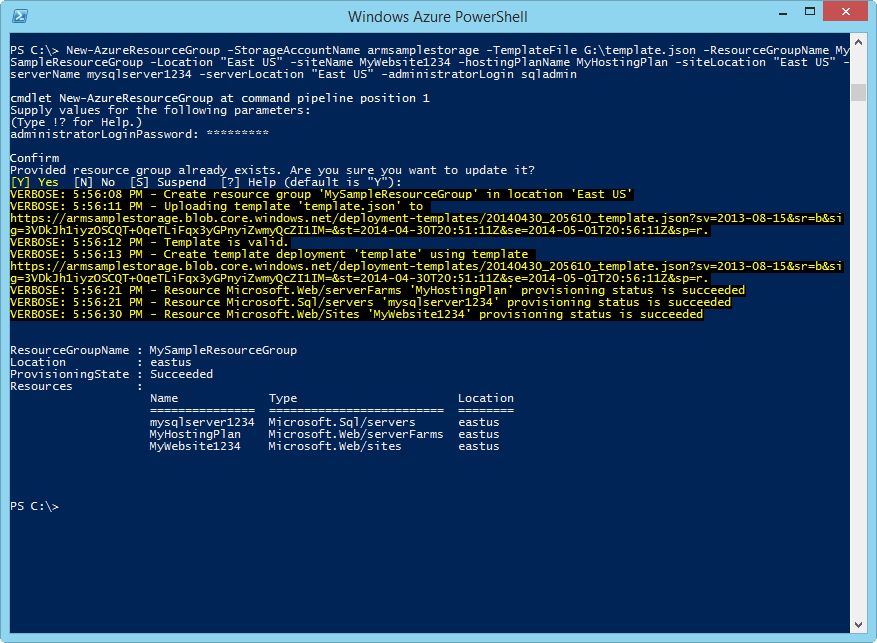 Windows Azure PowerShell
PS C:\> New-AzureResourceGroup -StorageAccountName armsamplestorage -TemplateFile G:\template.json -ResourceGroupName My
SampleResourceGroup -Location "East US" -siteName MyWebsite1234 -hostingPlanName MyHostingPlan -siteLocation "East US" -
serverName mysqlserver1234 -serverLocation "East US" -administratorLogin sqladmin
cmdlet New-AzureResourceGroup at command pipeline position 1
Supply values for the following parameters:
(Type !? for Help.)
administratorLoginPassword: *********
Confirm
Provided resource group already exists. Are you sure you want to update it?
[Y] Yes  [N] No  [S] Suspend  [?] Help (default is "Y"):
VERBOSE: 5:56:08 PM - Create resource group 'MySampleResourceGroup' in location 'East US'
VERBOSE: 5:56:11 PM - Uploading template 'template.json' to
https://armsamplestorage.blob.core.windows.net/deployment-templates/20140430_205610_template.json?sv=2013-08-15&sr=b&si
g=3VDkJh1iyzOSCQT+OqeTLiFqx3yGPnyiZwmyQcZI1IM=&st=2014-04-30T20:51:11Z&se=2014-05-01T20:56:11Z&sp=r.
VERBOSE: 5:56:12 PM - Template is valid.
VERBOSE: 5:56:13 PM - Create template deployment 'template' using template
https://armsamplestorage.blob.core.windows.net/deployment-templates/20140430_205610_template.json?sv=2013-08-15&sr=b&si
g=3VDkJh1iyzOSCQT+OqeTLiFqx3yGPnyiZwmyQcZI1IM=&st=2014-04-30T20:51:11Z&se=2014-05-01T20:56:11Z&sp=r.
VERBOSE: 5:56:21 PM - Resource Microsoft.Web/serverFarms 'MyHostingPlan' provisioning status is succeeded
VERBOSE: 5:56:21 PM - Resource Microsoft.Sql/servers 'mysqlserver1234' provisioning status is succeeded
VERBOSE: 5:56:30 PM - Resource Microsoft.Web/Sites 'MyWebsite1234' provisioning status is succeeded
ResourceGroupName : MySampleResourceGroup
Location          : eastus
ProvisioningState : Succeeded
Resources         :
Name             Type                       Location
===============  =========================  ========
mysqlserver1234  Microsoft.Sql/servers      eastus
MyHostingPlan    Microsoft.Web/serverFarms  eastus
MyWebsite1234    Microsoft.Web/sites        eastus
PS C:\>